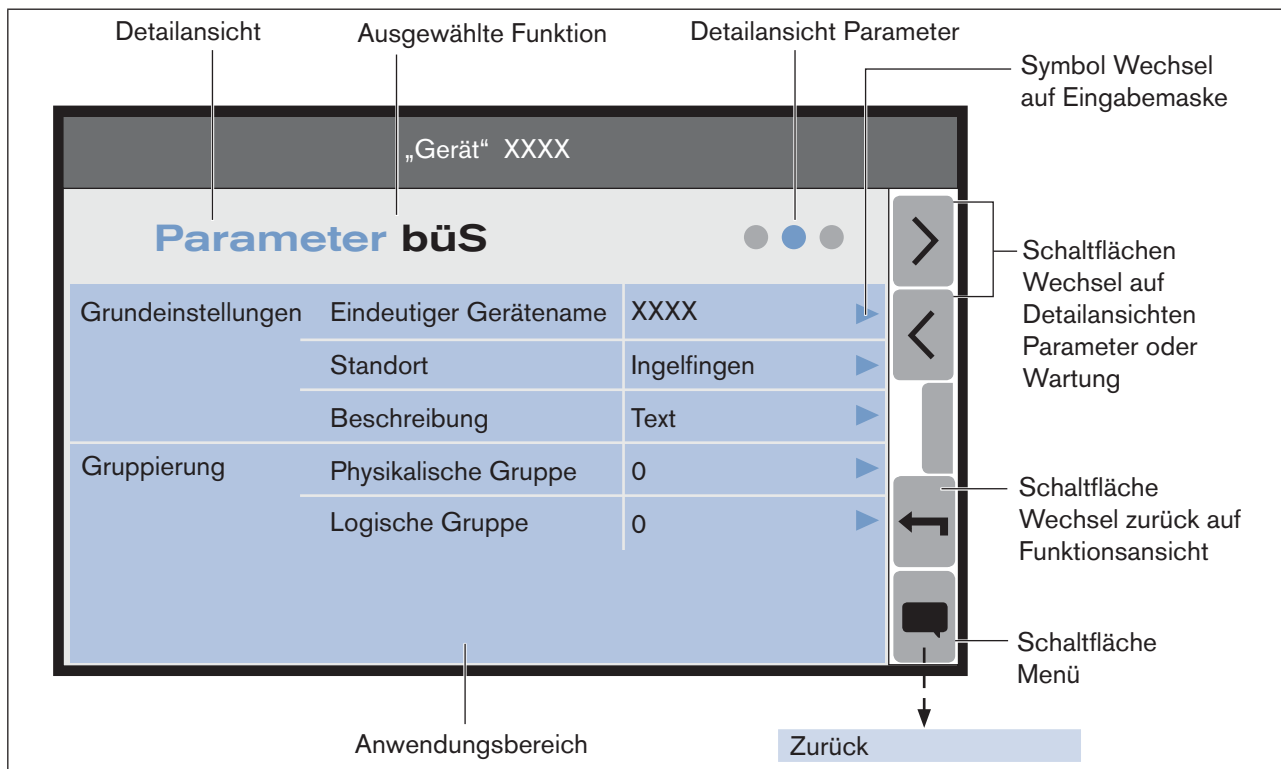 Detailansicht
Ausgewählte Funktion
Detailansicht Parameter
Symbol Wechsel
auf Eingabemaske
„Gerät“ XXXX
Parameter büS
Schaltflächen
Wechsel auf
Detailansichten
Parameter oder
Wartung
Grundeinstellungen Eindeutiger Gerätename XXXX
Standort Ingelfingen
Beschreibung Text
Gruppierung Physikalische Gruppe 0
Logische Gruppe 0
Schaltfläche
Wechsel zurück auf
Funktionsansicht
Schaltfläche
Menü
Anwendungsbereich
Zurück